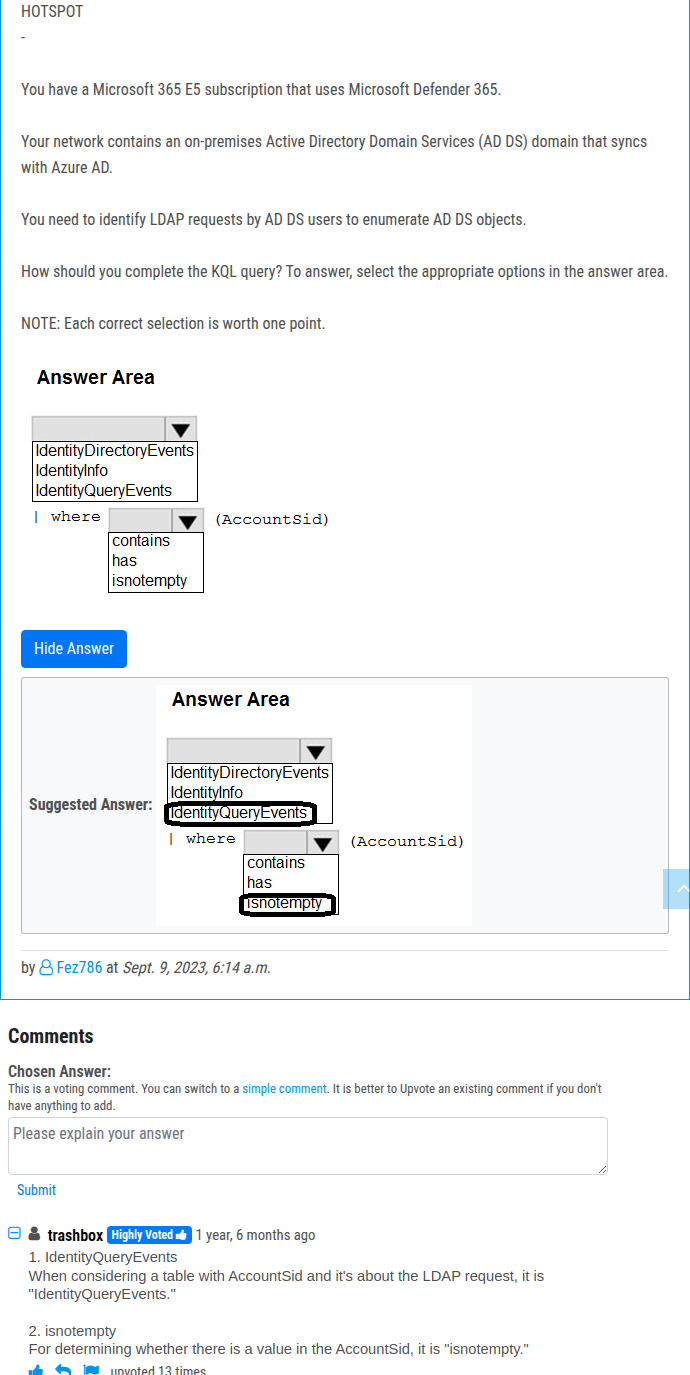 HOTSPOT
-
You have a Microsoft 365 E5 subscription that uses Microsoft Defender 365.
Your network contains an on-premises Active Directory Domain Services (AD DS) domain that syncs
with Azure AD.
You need to identify LDAP requests by AD DS users to enumerate AD DS objects.
How should you complete the KQL query? To answer, select the appropriate options in the answer area.
NOTE: Each correct selection is worth one point.
Answer Area
IdentityDirectoryEvents
IdentityInfo
IdentityQueryEvents
| where (AccountSid)
contains
has
isnotempty
Hide Answer
Answer Area
IdentityDirectoryEvents
IdentityInfo
Suggested Answer: IdentityQueryEvents
| where (AccountSid)
contains
has
isnotempty
by Fez786 at Sept. 9, 2023, 6:14 a.m.
Comments
Chosen Answer:
This is a voting comment. You can switch to a simple comment. It is better to Upvote an existing comment if you don't
have anything to add.
Please explain your answer
Submit
trashbox Highly Voted 1 year, 6 months ago
1. IdentityQueryEvents
When considering a table with AccountSid and it's about the LDAP request, it is
"IdentityQueryEvents."
2. isnotempty
For determining whether there is a value in the AccountSid, it is "isnotempty."
upvoted 13 times